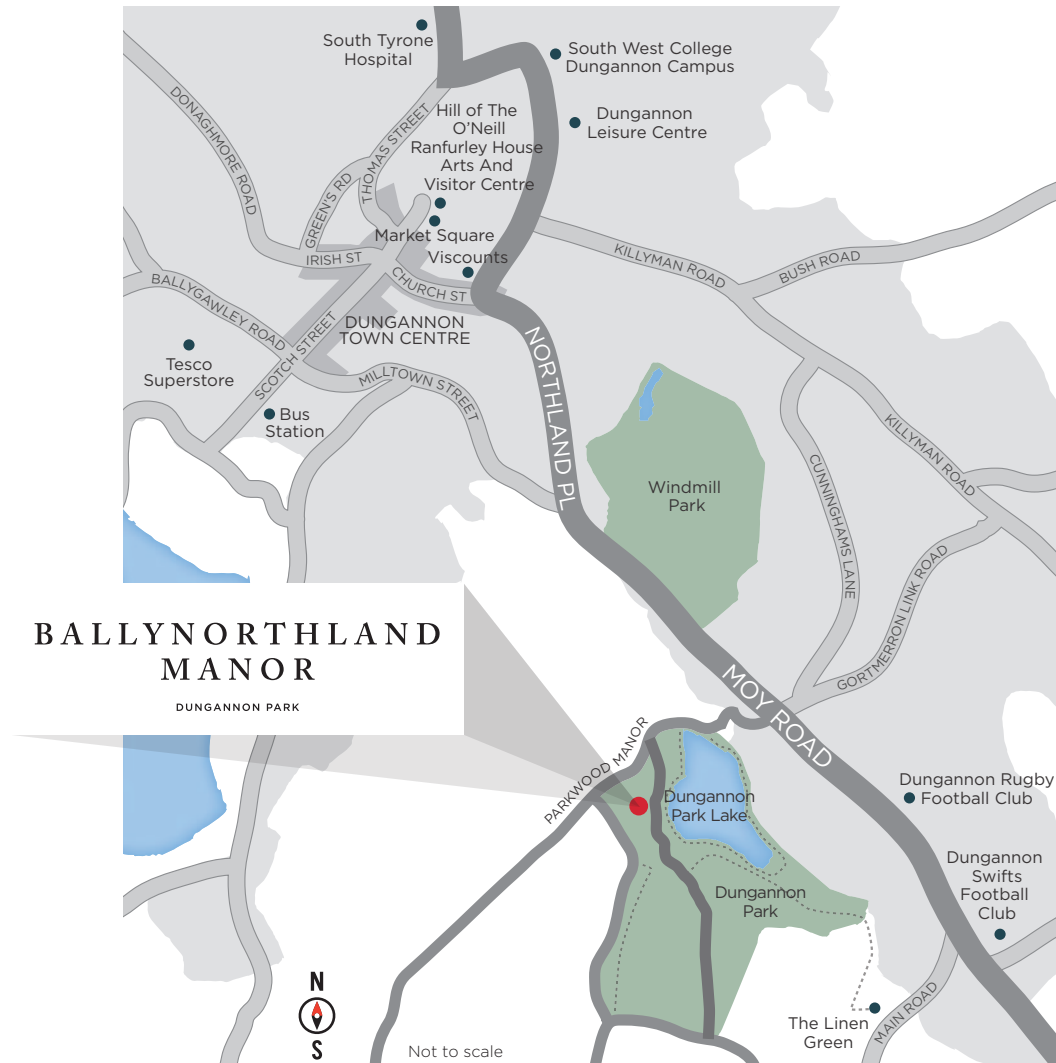 South Tyrone
Hospital
South West College
Dungannon Campus
Dungannon
Leisure Centre
Hill of The
O'Neill
Ranfurley House
Arts And
Visitor Centre
Market Square
Viscounts
DONAGHMORE ROAD
THOMAS STREET
GREEN'S RD
IRISH ST
CHURCH ST
KILLYMAN ROAD
BUSH ROAD
BALLYGAWLEY ROAD
SCOTCH STREET
DUNGANNON
TOWN CENTRE
MILLTOWN STREET
Tesco
Superstore
Bus
Station
NORTHLAND PL
Windmill
Park
KILLYMAN ROAD
CUNNINGHAMS LANE
GORTMERRON LINK ROAD
BALLYNORTHLAND
MANOR
DUNGANNON PARK
MOY ROAD
PARKWOOD MANOR
Dungannon
Park Lake
Dungannon Rugby
Football Club
Dungannon
Swifts
Football
Club
Dungannon
Park
MAIN ROAD
The Linen
Green
N
S
Not to scale